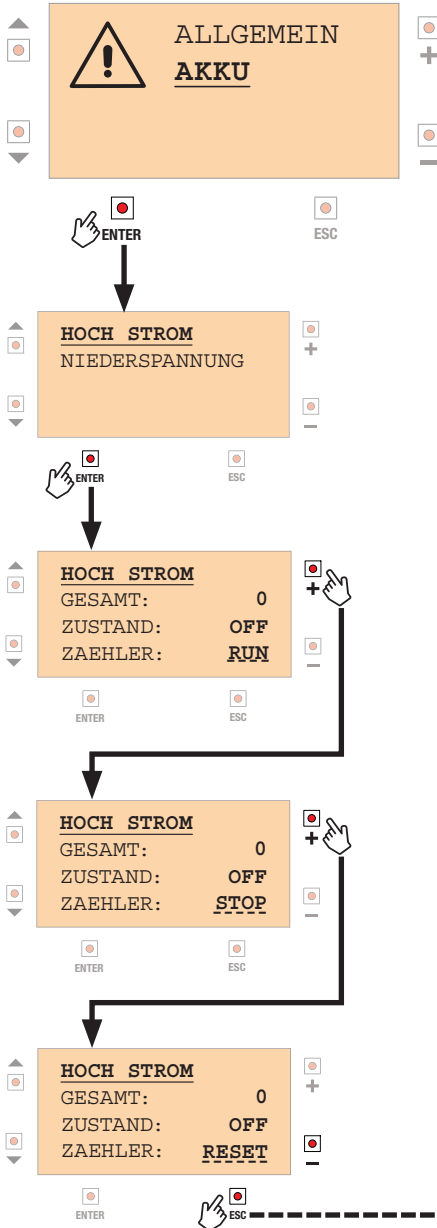 ALLGEMEIN
+
AKKU
–
ENTER
ESC
HOCH STROM
+
NIEDERSPANNUNG
–
ENTER
ESC
HOCH STROM
GESAMT: 0
+
ZUSTAND: OFF
ZAEHLER: RUN
–
ENTER
ESC
HOCH STROM
+
GESAMT: 0
ZUSTAND: OFF
ZAEHLER: STOP
–
ENTER
ESC
HOCH STROM
+
GESAMT: 0
ZUSTAND: OFF
ZAEHLER: RESET
–
ENTER
ESC